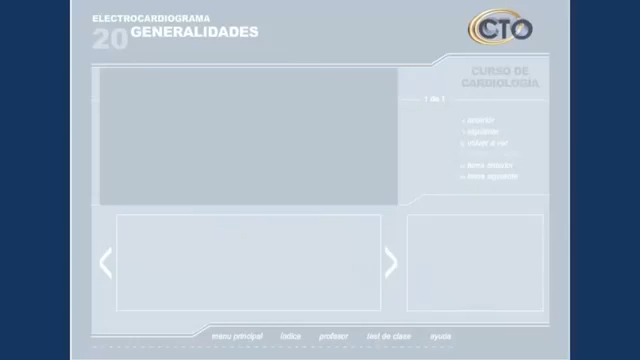 ELECTROCARDIOGRAMA
20 GENERALIDADES
CTO
CURSO DE
CARDIOLOGÍA
1 de 1
anterior
siguiente
volver a ver
tema anterior
tema siguiente
menu principal índice profesor test de clase ayuda